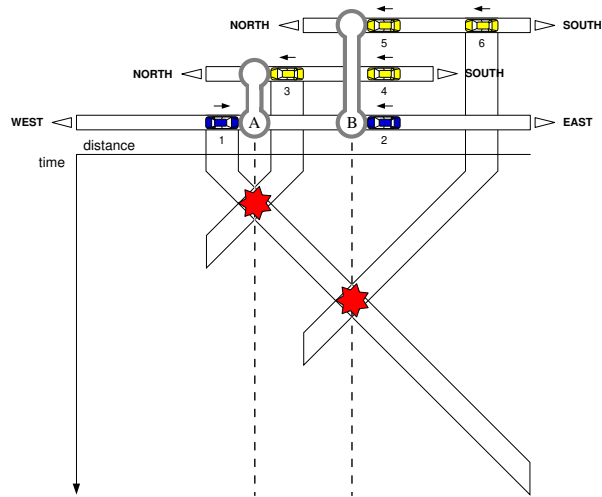 NORTH SOUTH
5 6
NORTH SOUTH
3 4
WEST A B EAST
1 2
distance
time